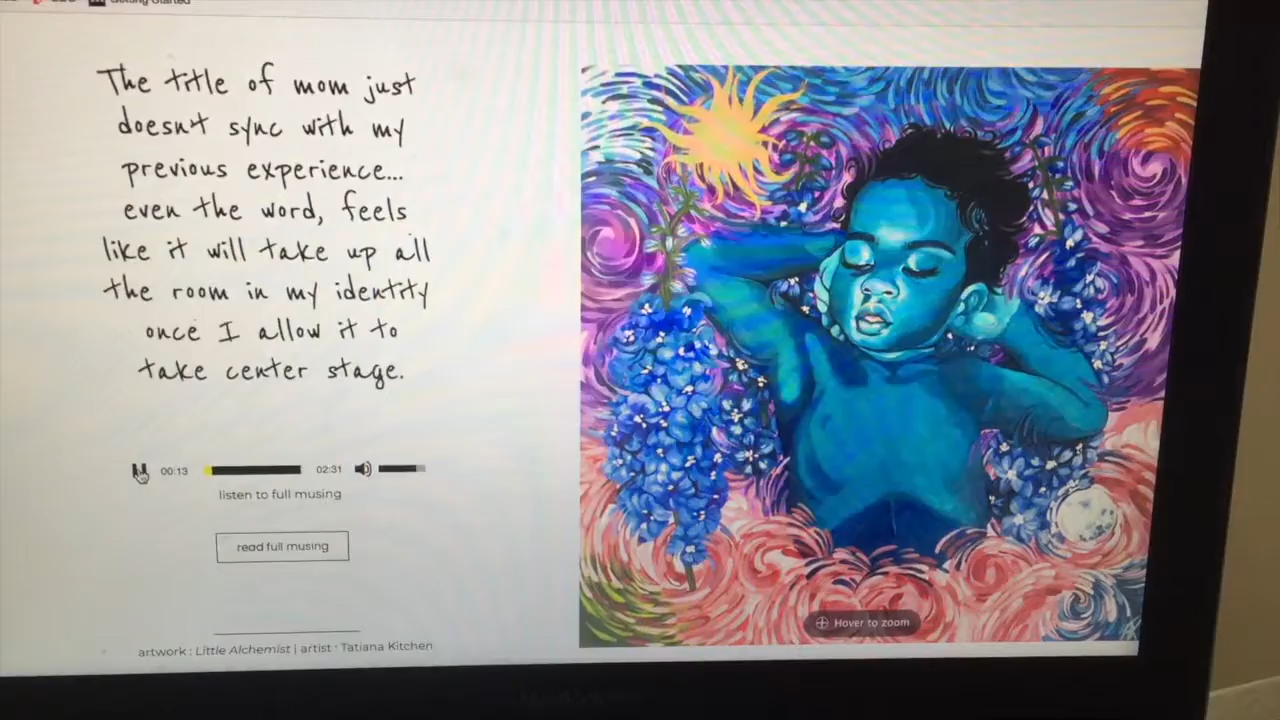 Getting Started
The title of mom just
doesn't sync with my
previous experience...
even the word, feels
like it will take up all
the room in my identity
once I allow it to
take center stage.
00:13 02:31
listen to full musing
read full musing
artwork : Little Alchemist | artist : Tatiana Kitchen
Hover to zoom